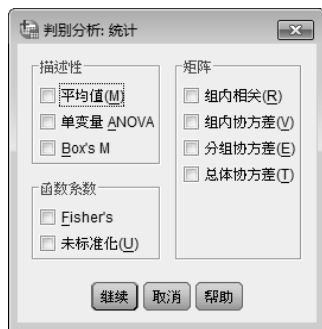 判别分析: 统计
描述性
平均值(M)
单变量 ANOVA
Box's M
函数系数
Fisher's
未标准化(U)
矩阵
组内相关(R)
组内协方差(V)
分组协方差(E)
总体协方差(T)
继续 取消 帮助